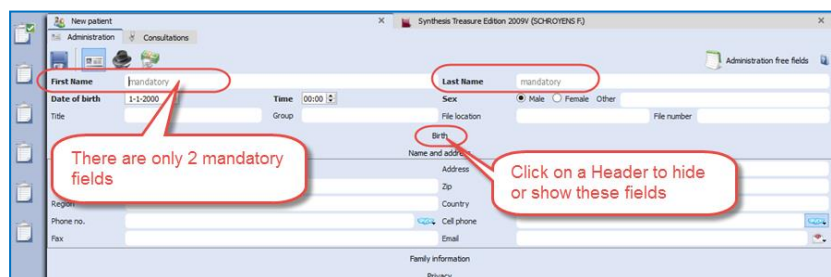 New patient
Synthesis Treasure Edition 2009V (SCHROYENS F.)
Administration Consultations
Administration free fields
First Name mandatory Last Name mandatory
Date of birth 1-1-2000 Time 00:00 Sex Male Female Other
Title Group File location File number
Birth
Name and address
There are only 2 mandatory
fields
Click on a Header to hide
or show these fields
Address
Zip
Region Country
Phone no. Cell phone
Fax Email
Family information
Privacy